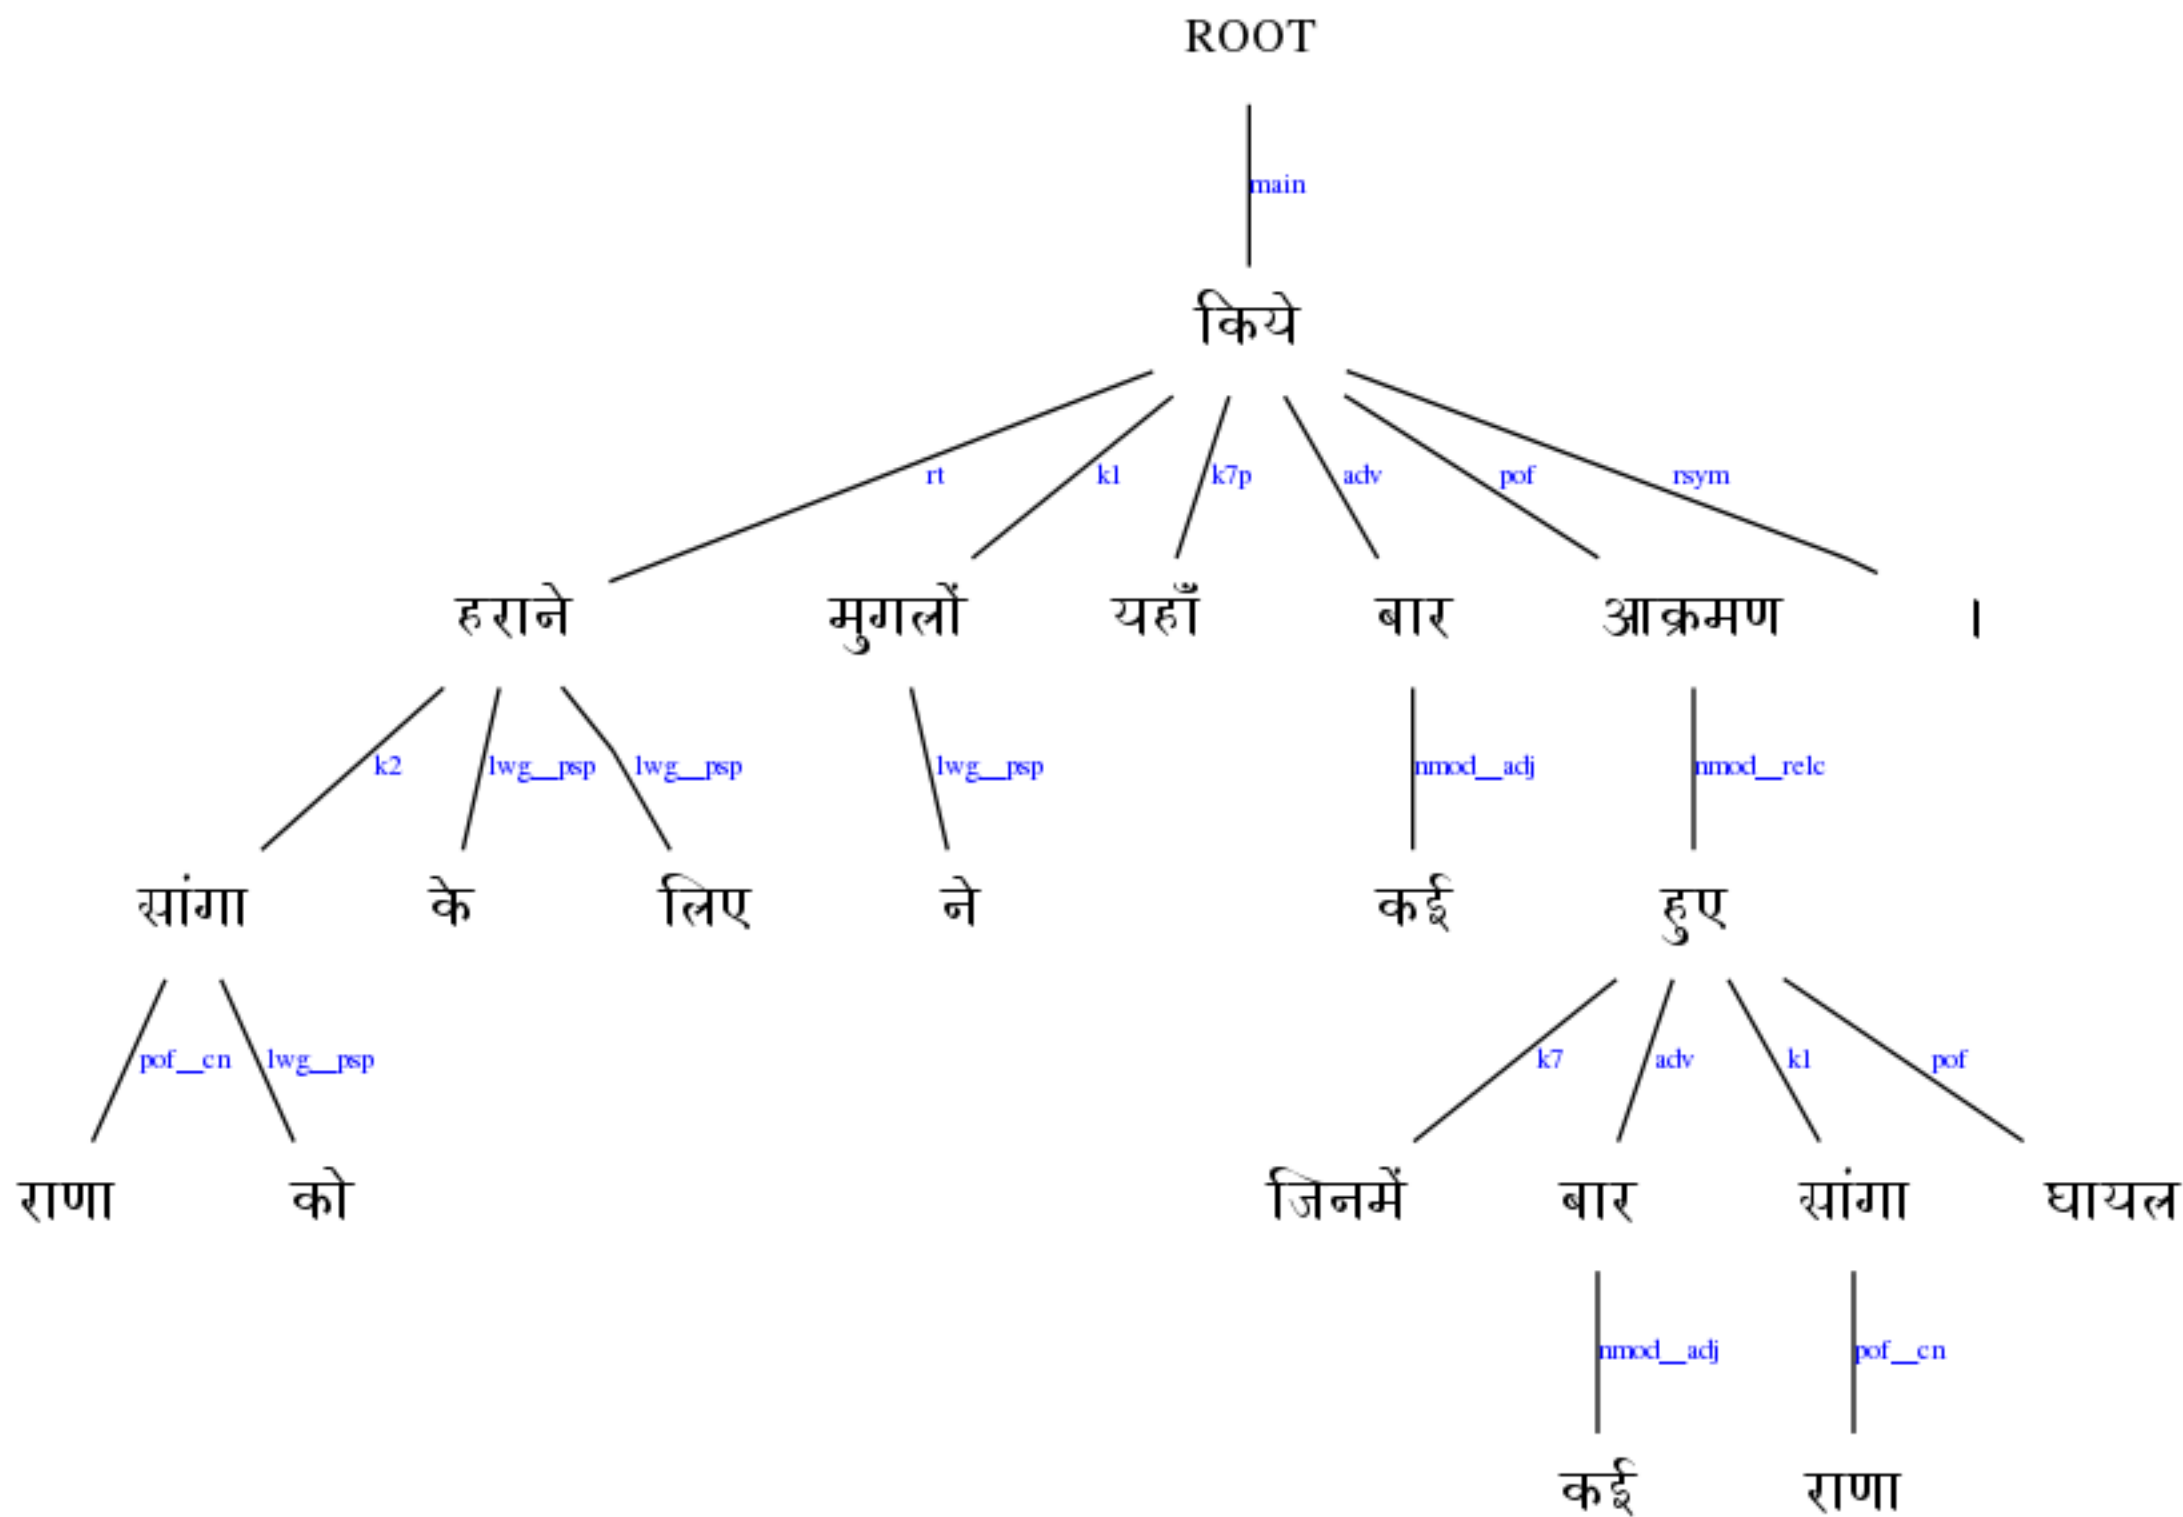 ROOT
main
किये
rt k1 k7p adv pof rsym
हराने मुगलों यहाँ बार आक्रमण ।
k2 lwg__psp lwg__psp lwg__psp nmod__adj nmod__relc
सांगा के लिए ने कई हुए
pof__cn lwg__psp k7 adv k1 pof
राणा को जिनमें बार सांगा घायल
nmod__adj pof__cn
कई राणा